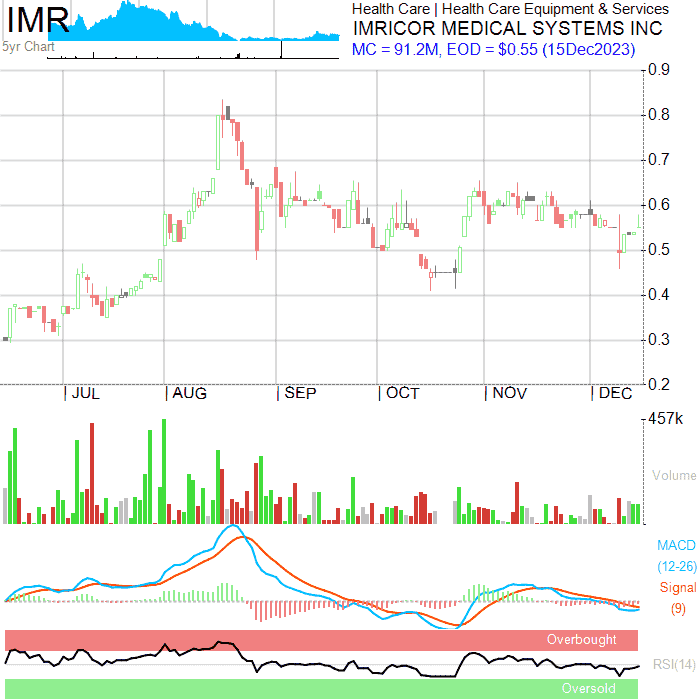 IMR
5yr Chart
Health Care | Health Care Equipment & Services
IMRICOR MEDICAL SYSTEMS INC
MC = 91.2M, EOD = $0.55 (15Dec2023)
0.9
0.8
0.7
0.6
0.5
0.4
0.3
0.2
| JUL | AUG | SEP | OCT | NOV | DEC
457k
Volume
MACD
(12-26)
Signal
(9)
Overbought
RSI(14)
Oversold